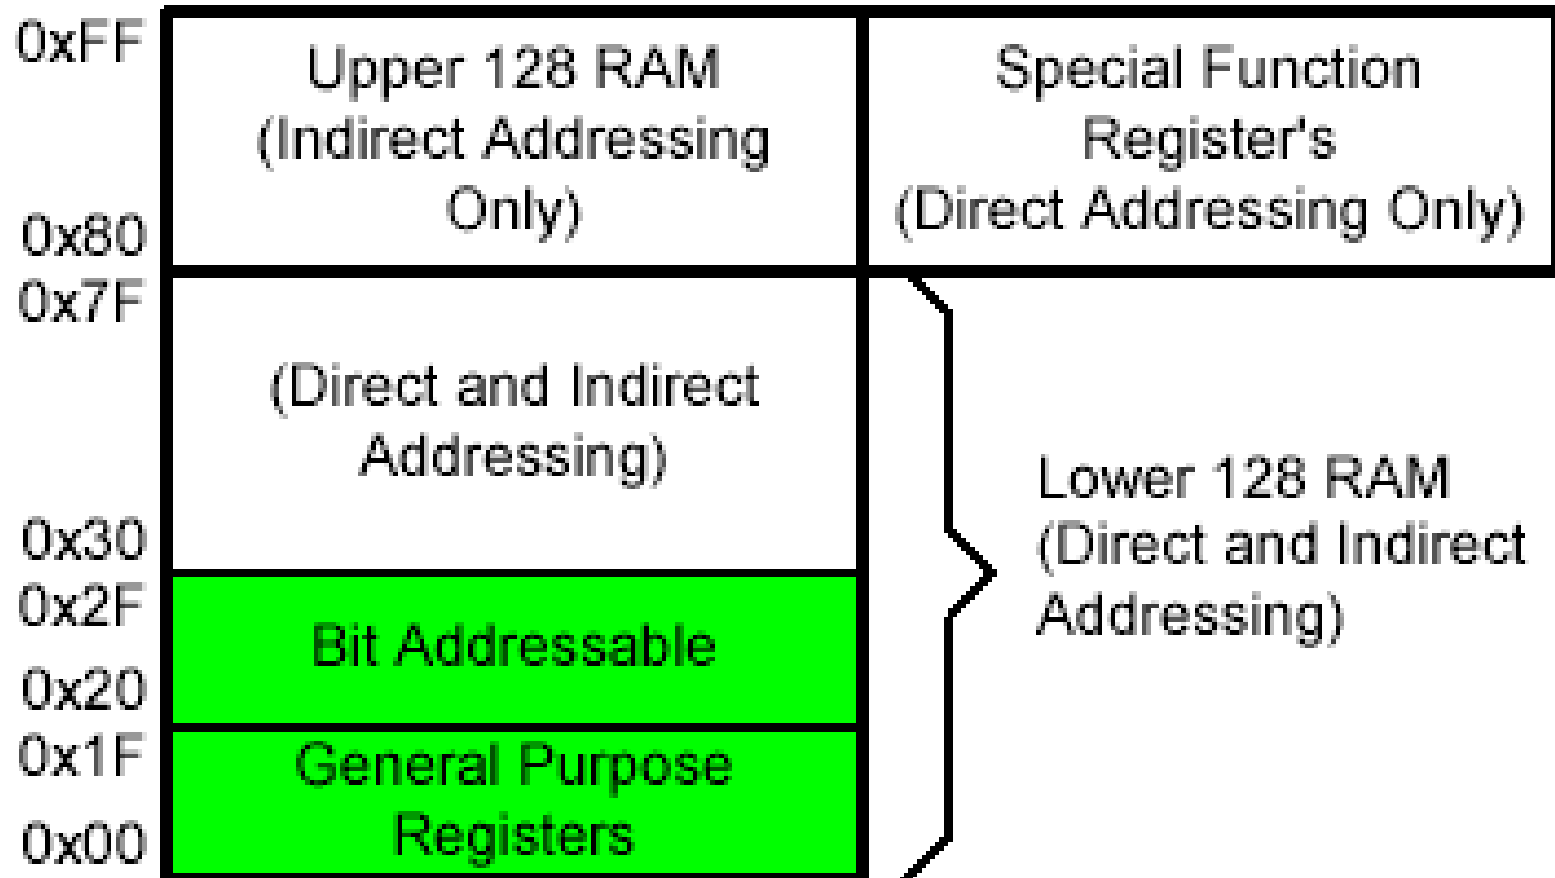 0xFF
Upper 128 RAM
(Indirect Addressing
Only)
0x80
Special Function
Register's
(Direct Addressing Only)
0x7F
(Direct and Indirect
Addressing)
0x30
0x2F
Bit Addressable
0x20
0x1F
General Purpose
Registers
0x00
Lower 128 RAM
(Direct and Indirect
Addressing)